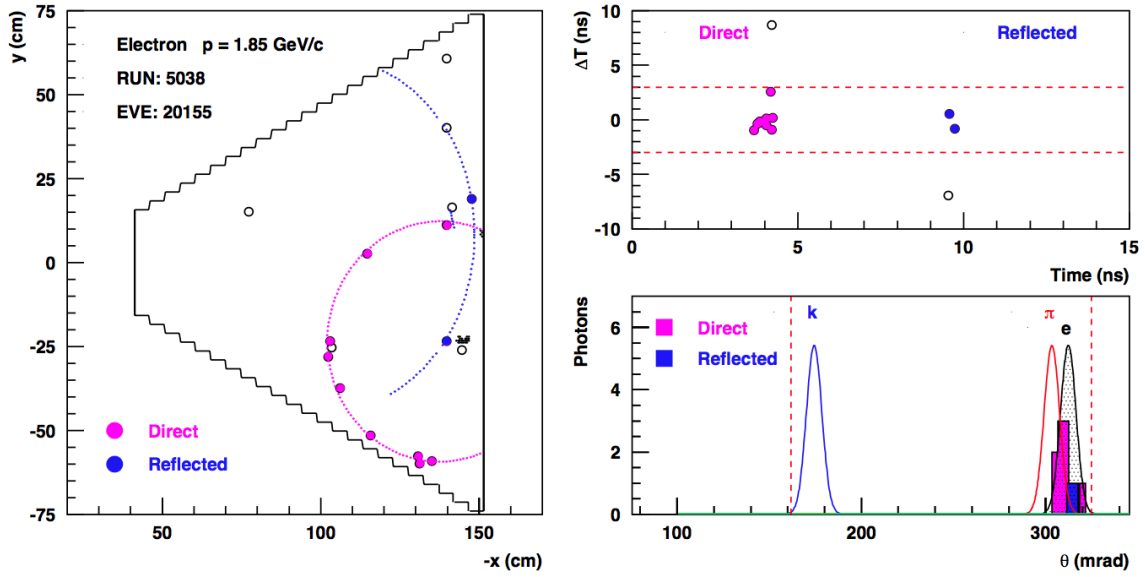 y (cm)
75
50
25
0
-25
-50
-75
Electron p = 1.85 GeV/c
RUN: 5038
EVE: 20155
Direct
Reflected
50
100
150
-x (cm)
ΔT (ns)
10
5
0
-5
-10
Direct
Reflected
0
5
10
15
Time (ns)
Photons
6
4
2
0
Direct
Reflected
k
π
e
100
200
300
θ (mrad)